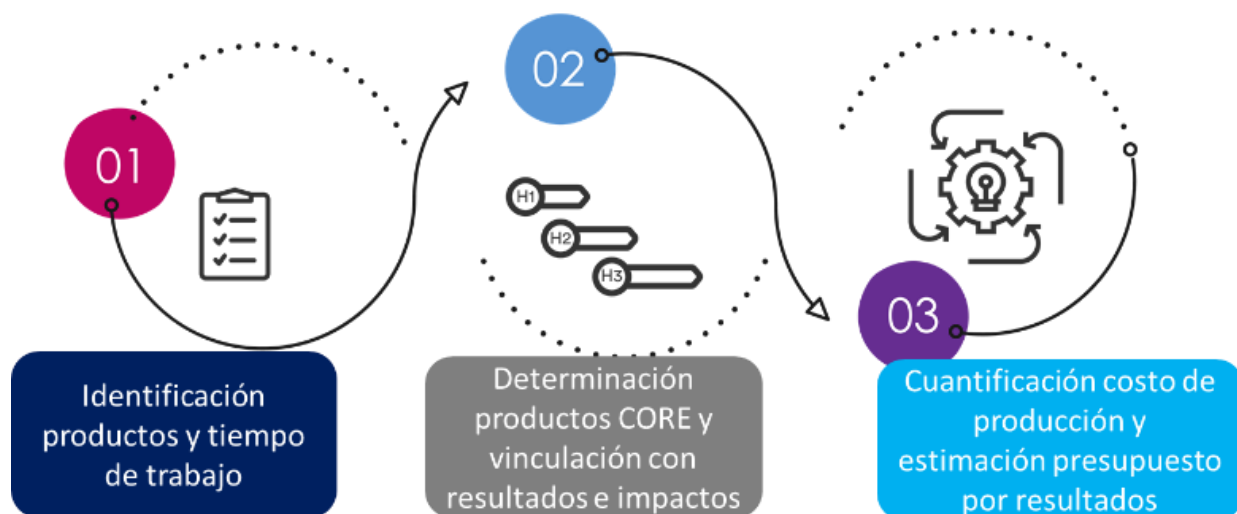 01
02
03
H1
H2
H3
Identificación
productos y tiempo
de trabajo
Determinación
productos CORE y
vinculación con
resultados e impactos
Cuantificación costo de
producción y
estimación presupuesto
por resultados